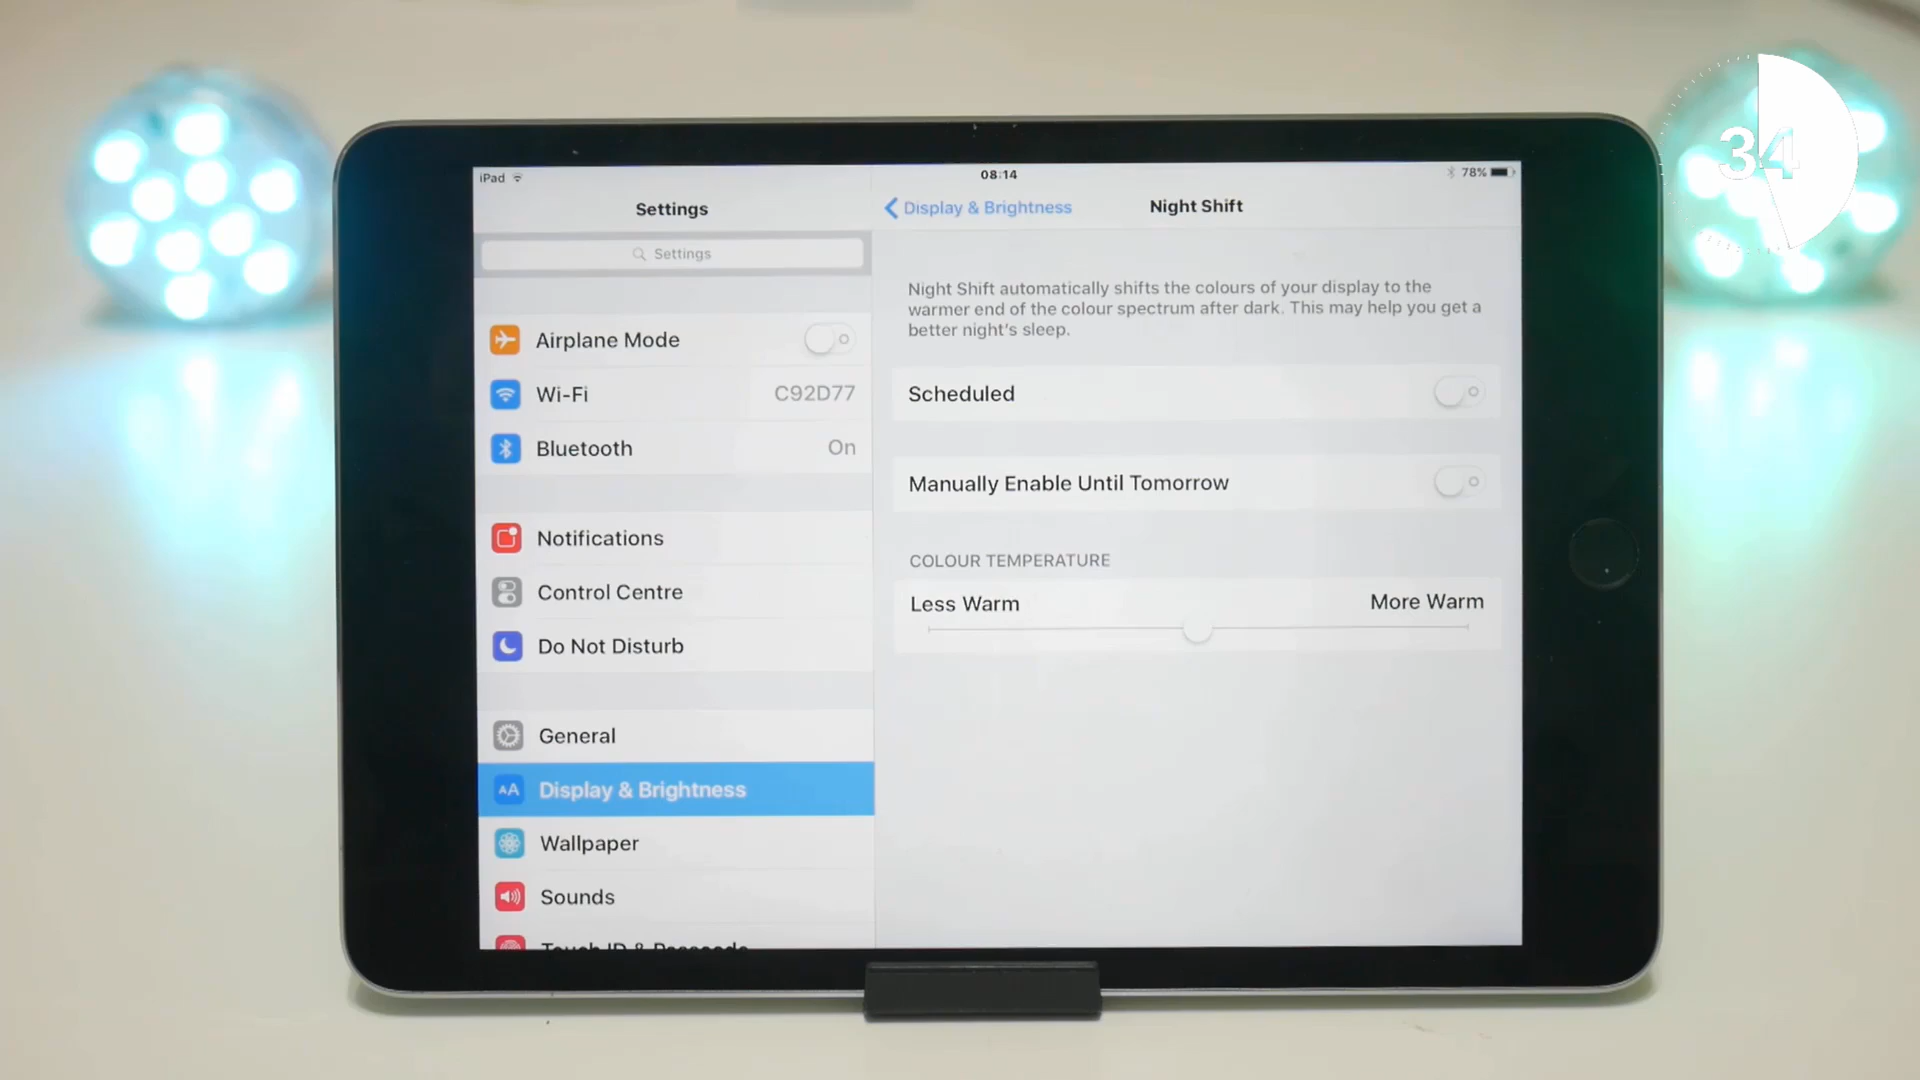 34
iPad
08:14
78%
Settings
Display & Brightness
Night Shift
Settings
Night Shift automatically shifts the colours of your display to the
warmer end of the colour spectrum after dark. This may help you get a
better night's sleep.
Airplane Mode
Wi-Fi
C92D77
Bluetooth
On
Scheduled
Manually Enable Until Tomorrow
Notifications
COLOUR TEMPERATURE
Control Centre
Less Warm
More Warm
Do Not Disturb
General
AA
Display & Brightness
Wallpaper
Sounds
Touch ID & Passcode